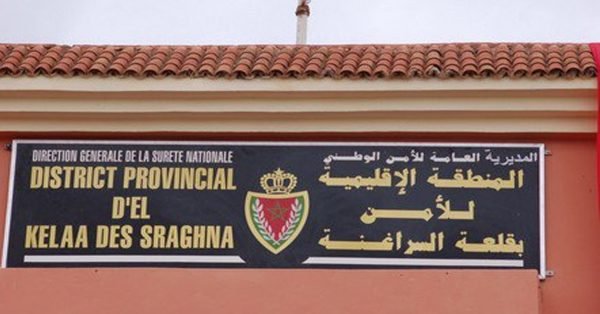 DIRECTION GENERALE DE LA SURETE NATIONALE
DISTRICT PROVINCIAL
D'EL
KELAA DES SRAGHNA
المديرية العامة للأمن الوطني
المنطقة الإقليمية
للأمن
بقلعة السراغنة